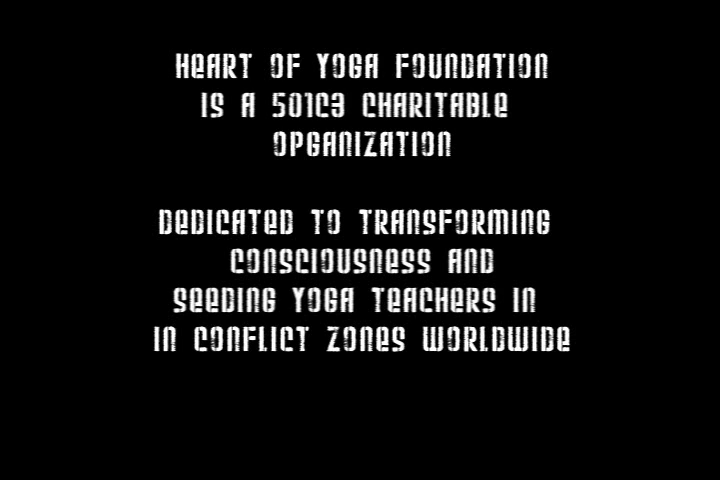 HeART OF YOGA FOUNDATION
IS A 501C3 CHARITABLe
OPGANIZATION
DeDICATeD TO TRANSFORMING
CONSCIOUSNeSS AND
SeeDING YOGA TeACHeRS IN
IN CONFLICT ZONeS WORLDWIDe